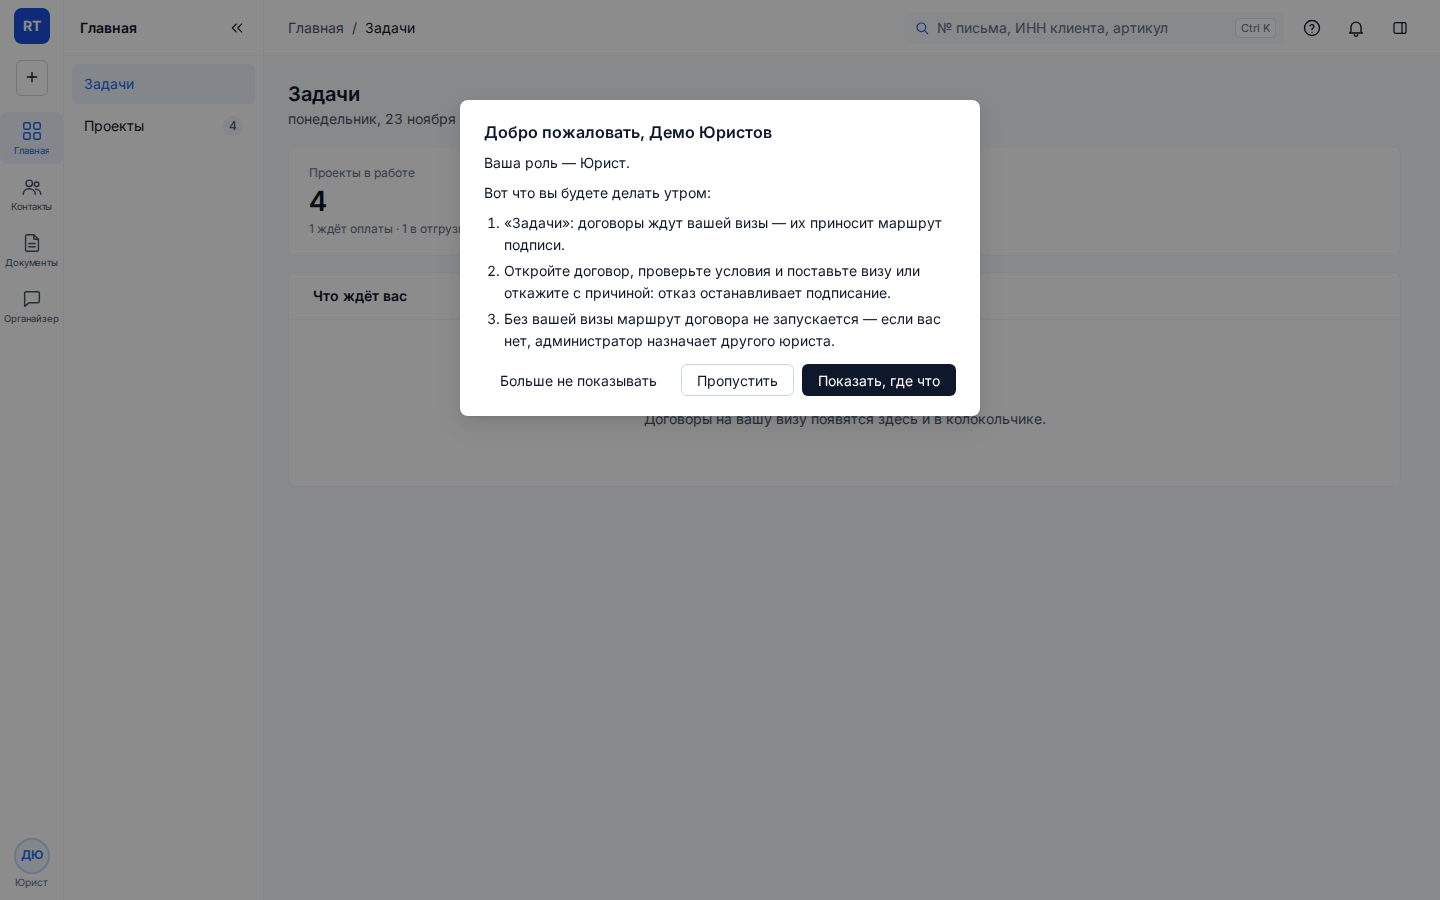 RT
Главная
Главная / Задачи
№ письма, ИНН клиента, артикул
Ctrl K
Задачи
Проекты
4
Главная
Контакты
Документы
Органайзер
ДЮ
Юрист
Задачи
понедельник, 23 ноября
Проекты в работе
4
1 ждёт оплаты · 1 в отгруз
Что ждёт вас
Договоры на вашу визу появятся здесь и в колокольчике.
Добро пожаловать, Демо Юристов
Ваша роль — Юрист.
Вот что вы будете делать утром:
1. «Задачи»: договоры ждут вашей визы — их приносит маршрут
подписи.
2. Откройте договор, проверьте условия и поставьте визу или
откажите с причиной: отказ останавливает подписание.
3. Без вашей визы маршрут договора не запускается — если вас
нет, администратор назначает другого юриста.
Больше не показывать
Пропустить
Показать, где что